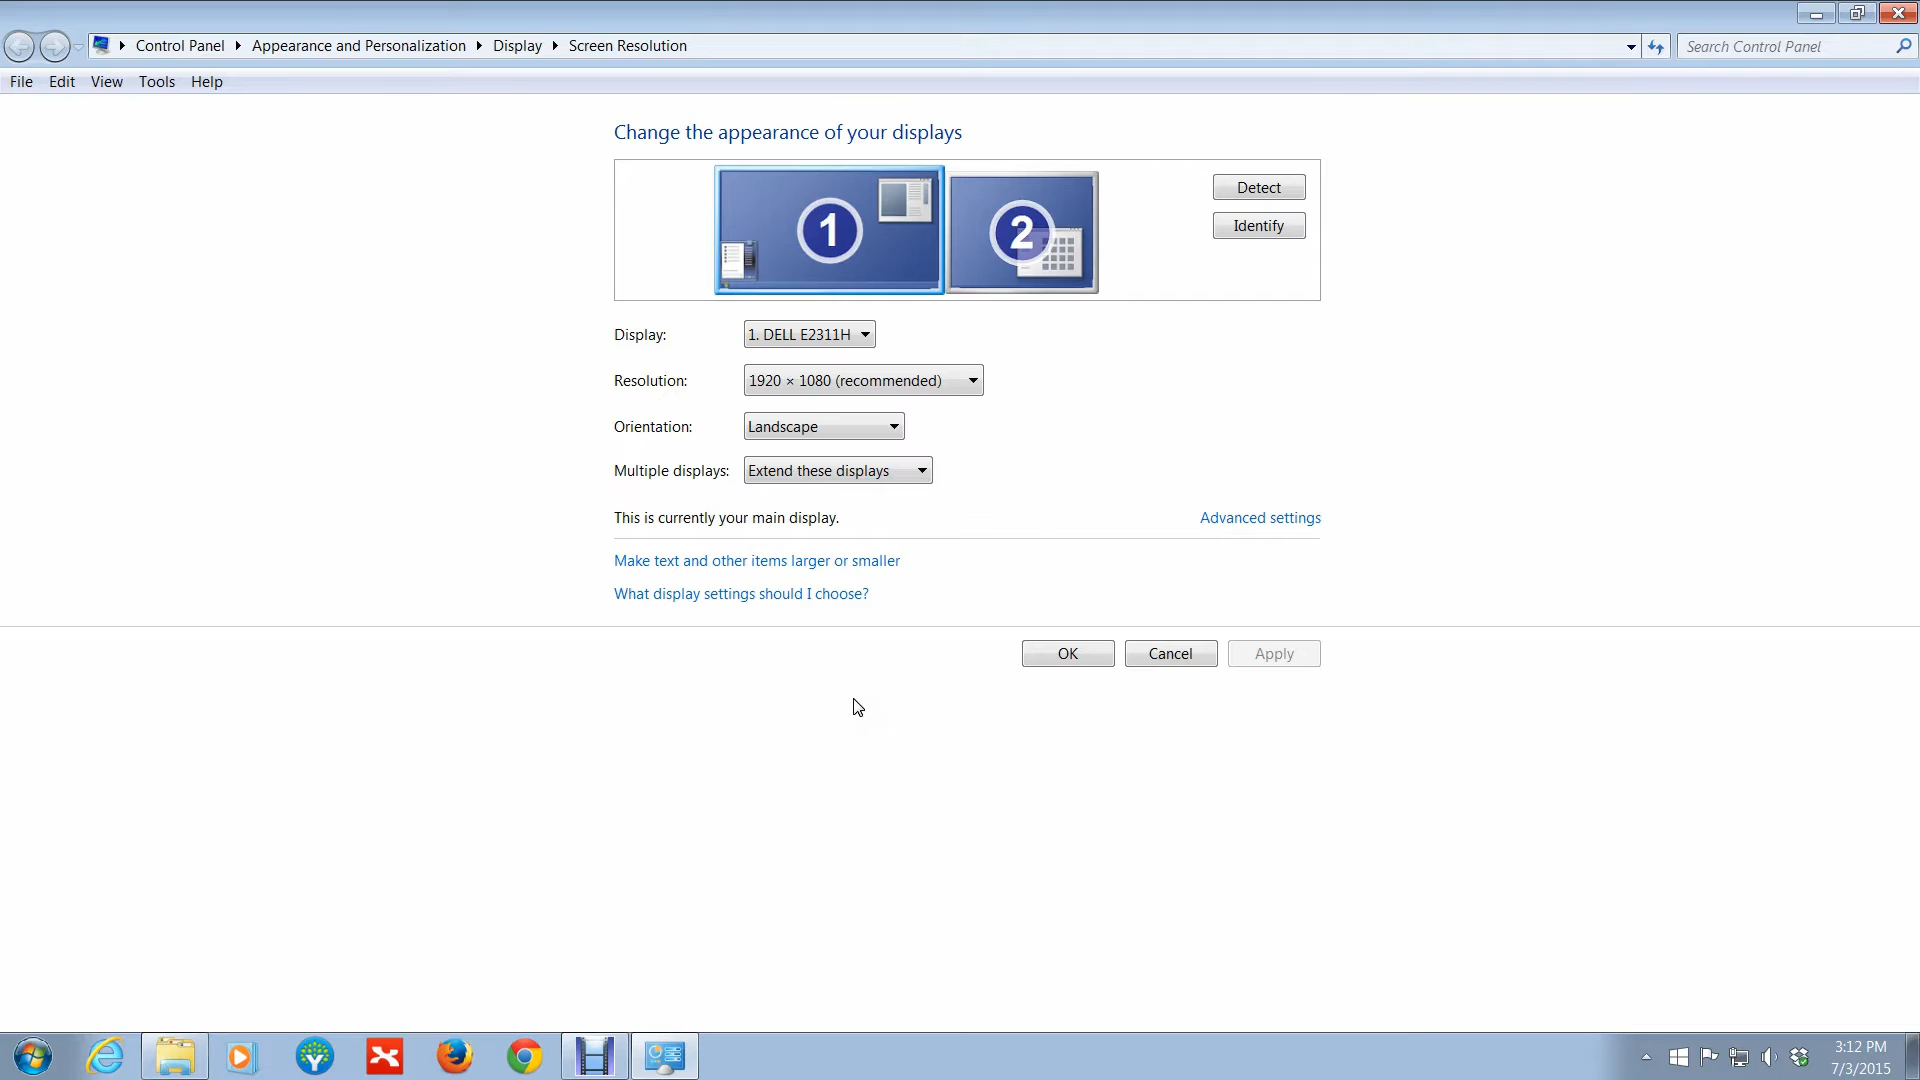 Control Panel Appearance and Personalization Display Screen Resolution
Search Control Panel
File Edit View Tools Help
Change the appearance of your displays
1
2
Detect
Identify
Display: 1. DELL E2311H
Resolution: 1920 × 1080 (recommended)
Orientation: Landscape
Multiple displays: Extend these displays
This is currently your main display. Advanced settings
Make text and other items larger or smaller
What display settings should I choose?
OK Cancel Apply
3:12 PM
7/3/2015